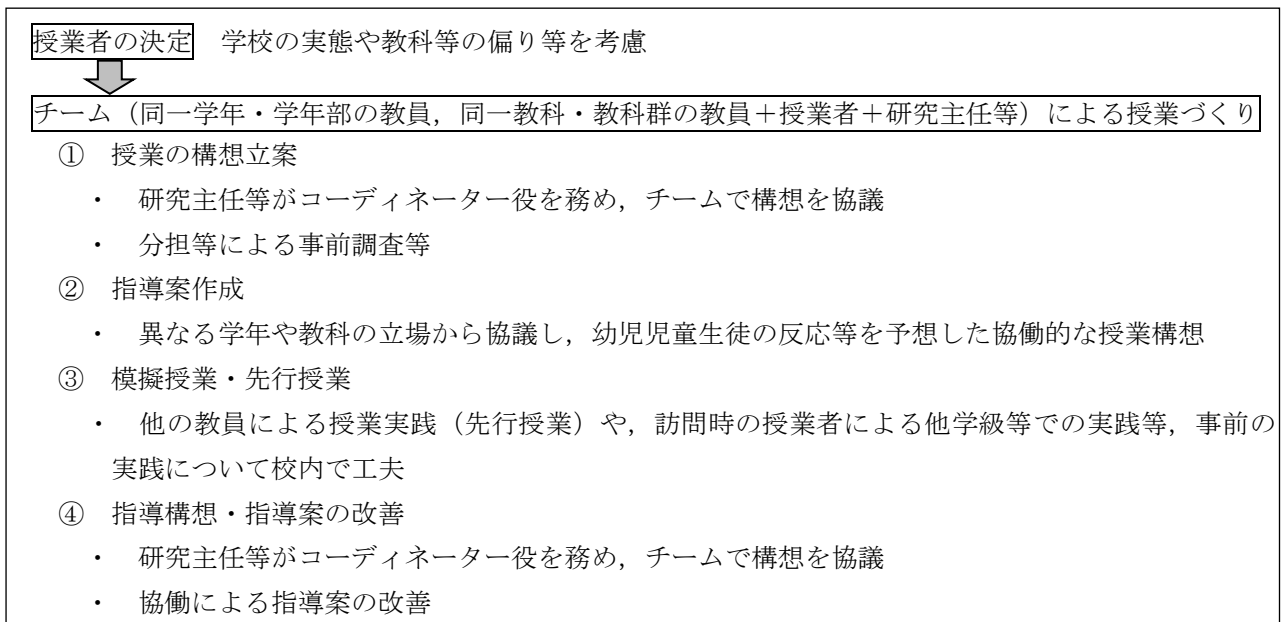 授業者の決定　学校の実態や教科等の偏り等を考慮
チーム（同一学年・学年部の教員，同一教科・教科群の教員＋授業者＋研究主任等）による授業づくり
①　授業の構想立案
・　研究主任等がコーディネーター役を務め，チームで構想を協議
・　分担等による事前調査等
②　指導案作成
・　異なる学年や教科の立場から協議し，幼児児童生徒の反応等を予想した協働的な授業構想
③　模擬授業・先行授業
・　他の教員による授業実践（先行授業）や，訪問時の授業者による他学級等での実践等，事前の
実践について校内で工夫
④　指導構想・指導案の改善
・　研究主任等がコーディネーター役を務め，チームで構想を協議
・　協働による指導案の改善